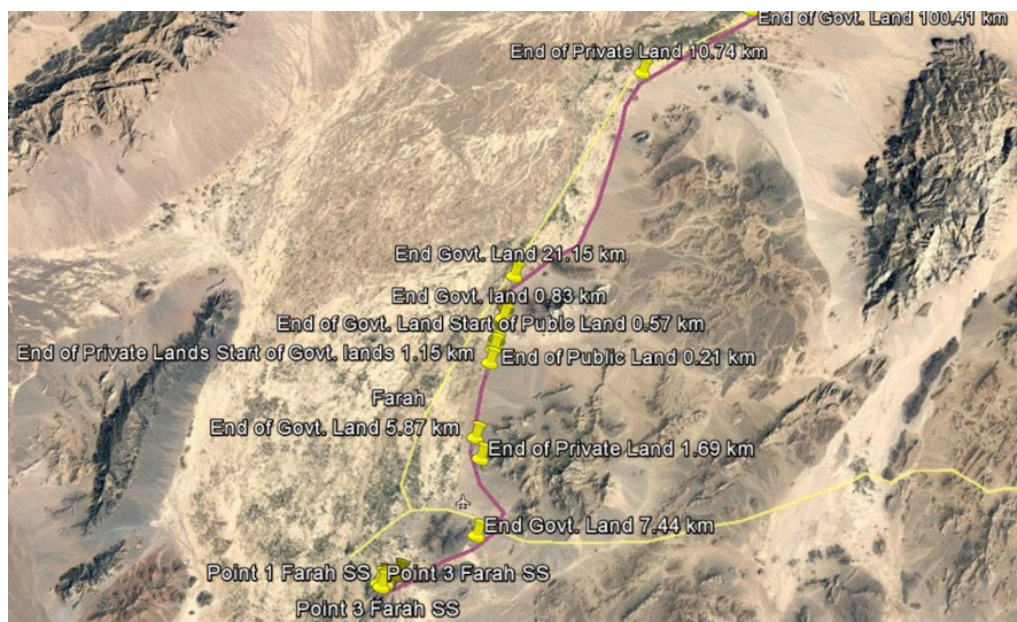 End of Govt. Land 100.41 km
End of Private Land 10.74 km
End Govt. Land 21.15 km
End Govt. land 0.83 km
End of Govt. Land Start of Publc Land 0.57 km
End of Private Lands Start of Govt. lands 1.15 km
End of Public Land 0.21 km
Farah
End of Govt. Land 5.87 km
End of Private Land 1.69 km
End Govt. Land 7.44 km
Point 1 Farah SS
Point 3 Farah SS
Point 3 Farah SS